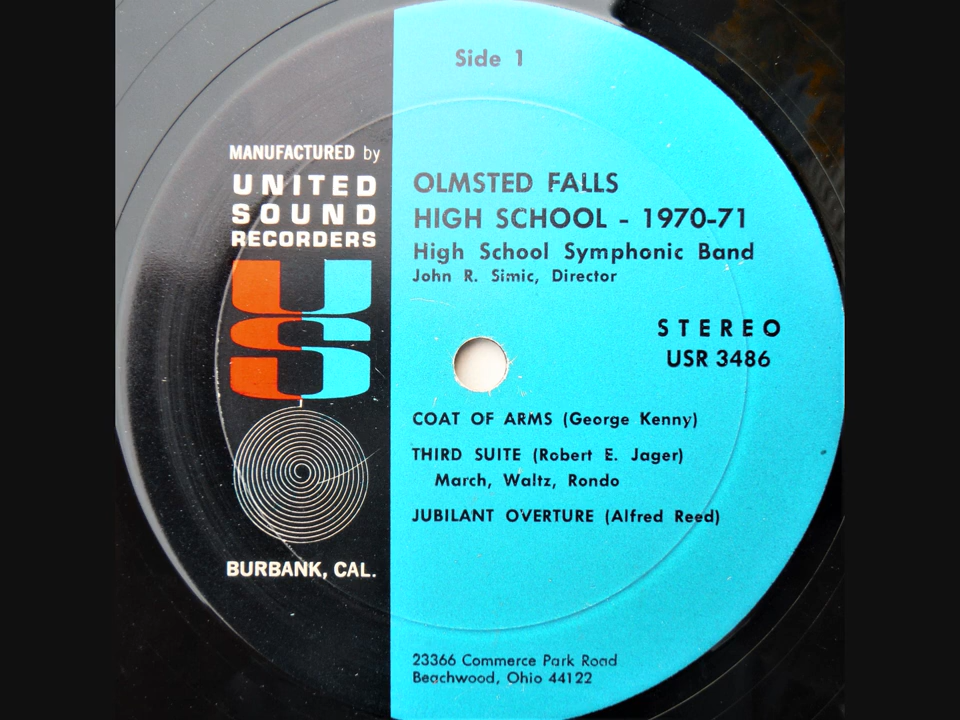 Side 1
MANUFACTURED by
UNITED
SOUND
RECORDERS
US
BURBANK, CAL.
OLMSTED FALLS
HIGH SCHOOL - 1970-71
High School Symphonic Band
John R. Simic, Director
STEREO
USR 3486
COAT OF ARMS (George Kenny)
THIRD SUITE (Robert E. Jager)
March, Waltz, Rondo
JUBILANT OVERTURE (Alfred Reed)
23366 Commerce Park Road
Beachwood, Ohio 44122